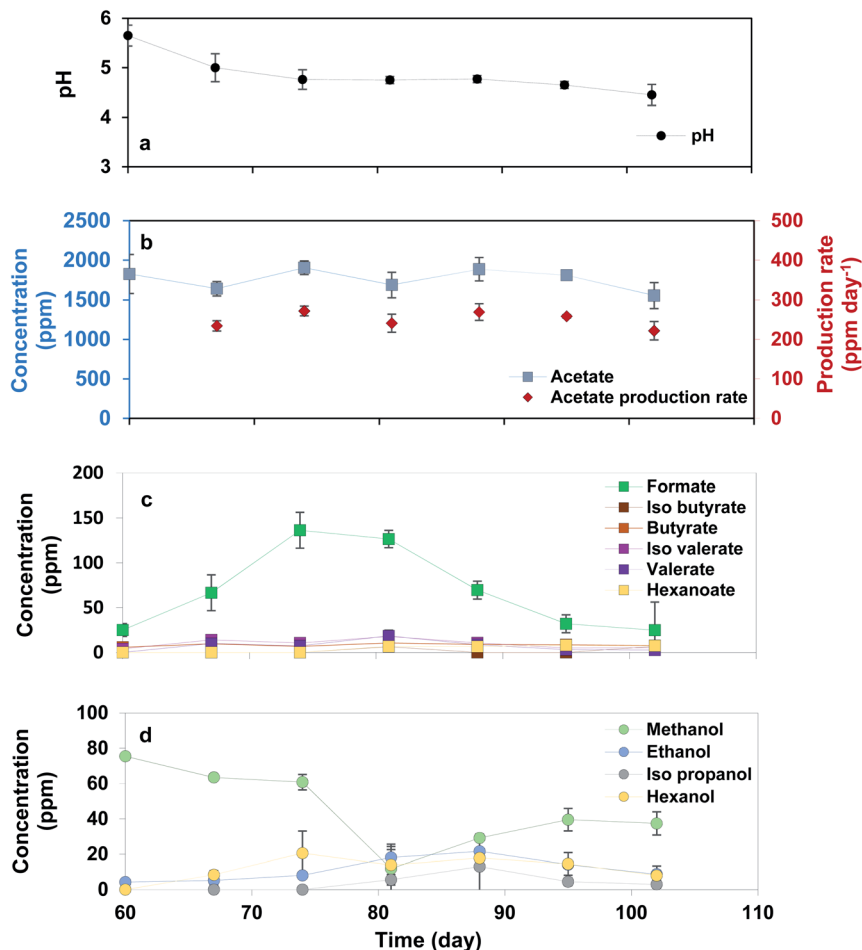 6
5
4
3
pH
a
pH
2500
2000
1500
1000
500
0
Concentration
(ppm)
b
500
400
300
200
100
0
Production rate
(ppm day-1)
Acetate
Acetate production rate
200
150
100
50
0
Concentration
(ppm)
c
Formate
Iso butyrate
Butyrate
Iso valerate
Valerate
Hexanoate
100
80
60
40
20
0
Concentration
(ppm)
d
Methanol
Ethanol
Iso propanol
Hexanol
60
70
80
90
100
110
Time (day)